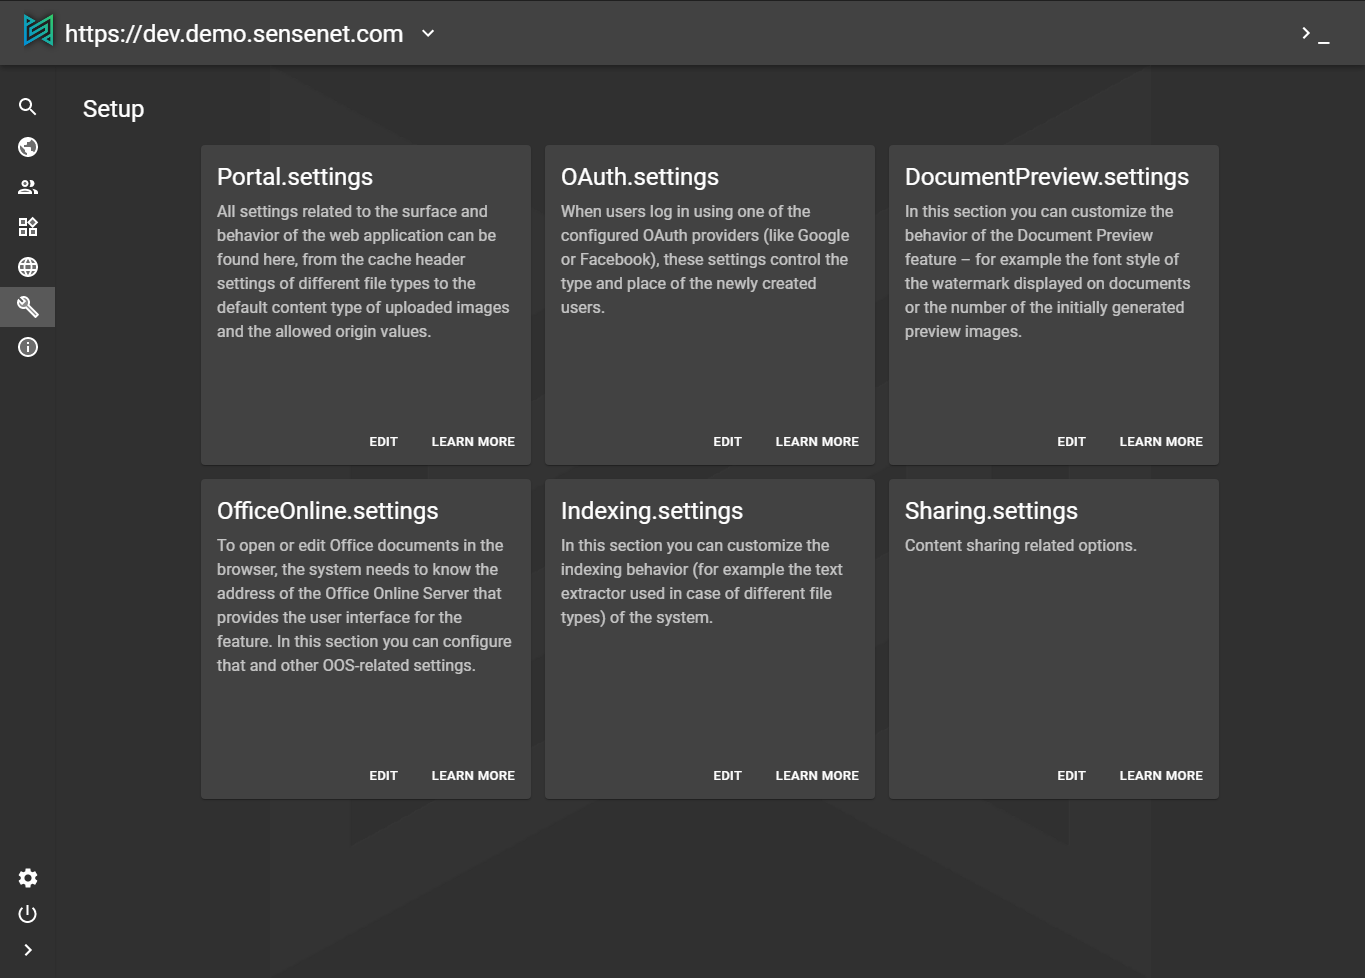 https://dev.demo.sensenet.com
Setup
Portal.settings
All settings related to the surface and
behavior of the web application can be
found here, from the cache header
settings of different file types to the
default content type of uploaded images
and the allowed origin values.
EDIT LEARN MORE
OAuth.settings
When users log in using one of the
configured OAuth providers (like Google
or Facebook), these settings control the
type and place of the newly created
users.
EDIT LEARN MORE
DocumentPreview.settings
In this section you can customize the
behavior of the Document Preview
feature – for example the font style of
the watermark displayed on documents
or the number of the initially generated
preview images.
EDIT LEARN MORE
OfficeOnline.settings
To open or edit Office documents in the
browser, the system needs to know the
address of the Office Online Server that
provides the user interface for the
feature. In this section you can configure
that and other OOS-related settings.
EDIT LEARN MORE
Indexing.settings
In this section you can customize the
indexing behavior (for example the text
extractor used in case of different file
types) of the system.
EDIT LEARN MORE
Sharing.settings
Content sharing related options.
EDIT LEARN MORE